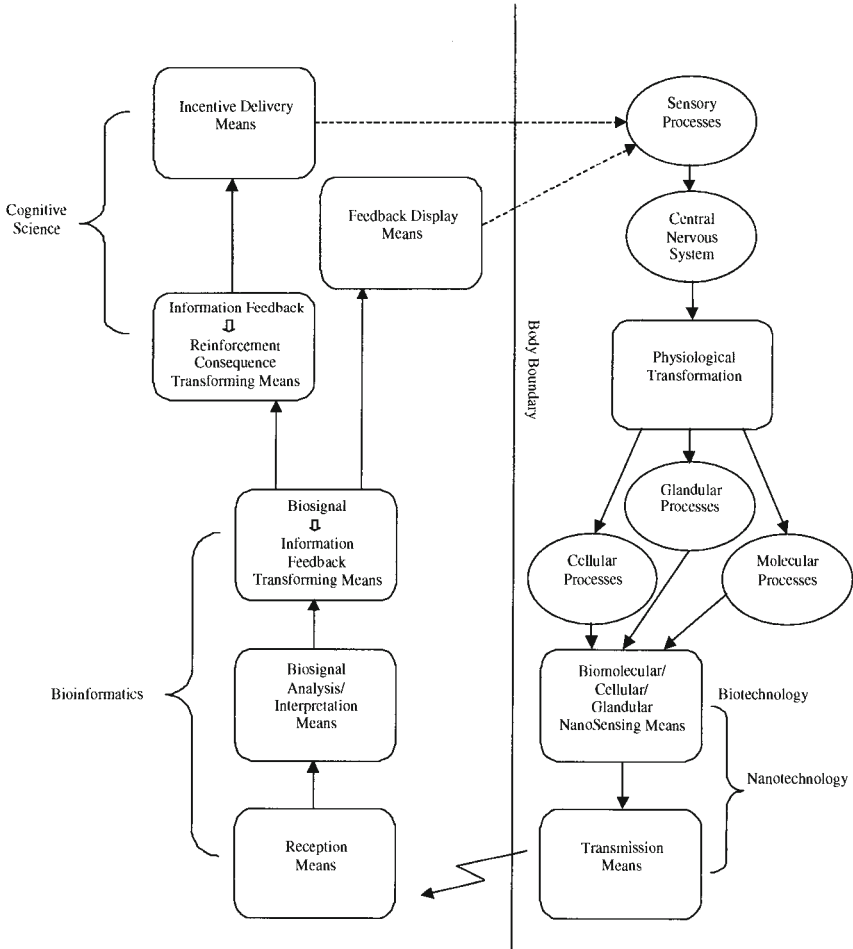 Incentive Delivery
Means
Sensory
Processes
Cognitive
Science
Feedback Display
Means
Central
Nervous
System
Information Feedback
⇩
Reinforcement
Consequence
Transforming Means
Body Boundary
Physiological
Transformation
Glandular
Processes
Biosignal
⇩
Information
Feedback
Transforming Means
Cellular
Processes
Molecular
Processes
Bioinformatics
Biosignal
Analysis/
Interpretation
Means
Biomolecular/
Cellular/
Glandular
NanoSensing Means
Biotechnology
Nanotechnology
Reception
Means
Transmission
Means